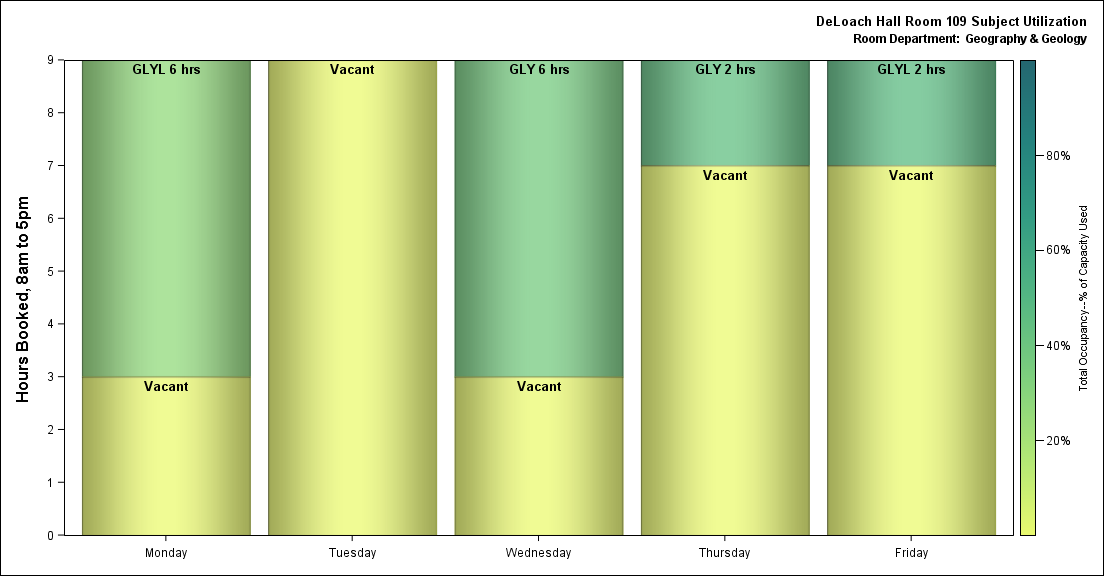 DeLoach Hall Room 109 Subject Utilization
Room Department: Geography & Geology
Hours Booked, 8am to 5pm
9
8
7
6
5
4
3
2
1
0
GLYL 6 hrs
Vacant
Vacant
GLY 6 hrs
Vacant
GLY 2 hrs
Vacant
GLYL 2 hrs
Vacant
Monday
Tuesday
Wednesday
Thursday
Friday
80%
60%
40%
20%
Total Occupancy--% of Capacity Used